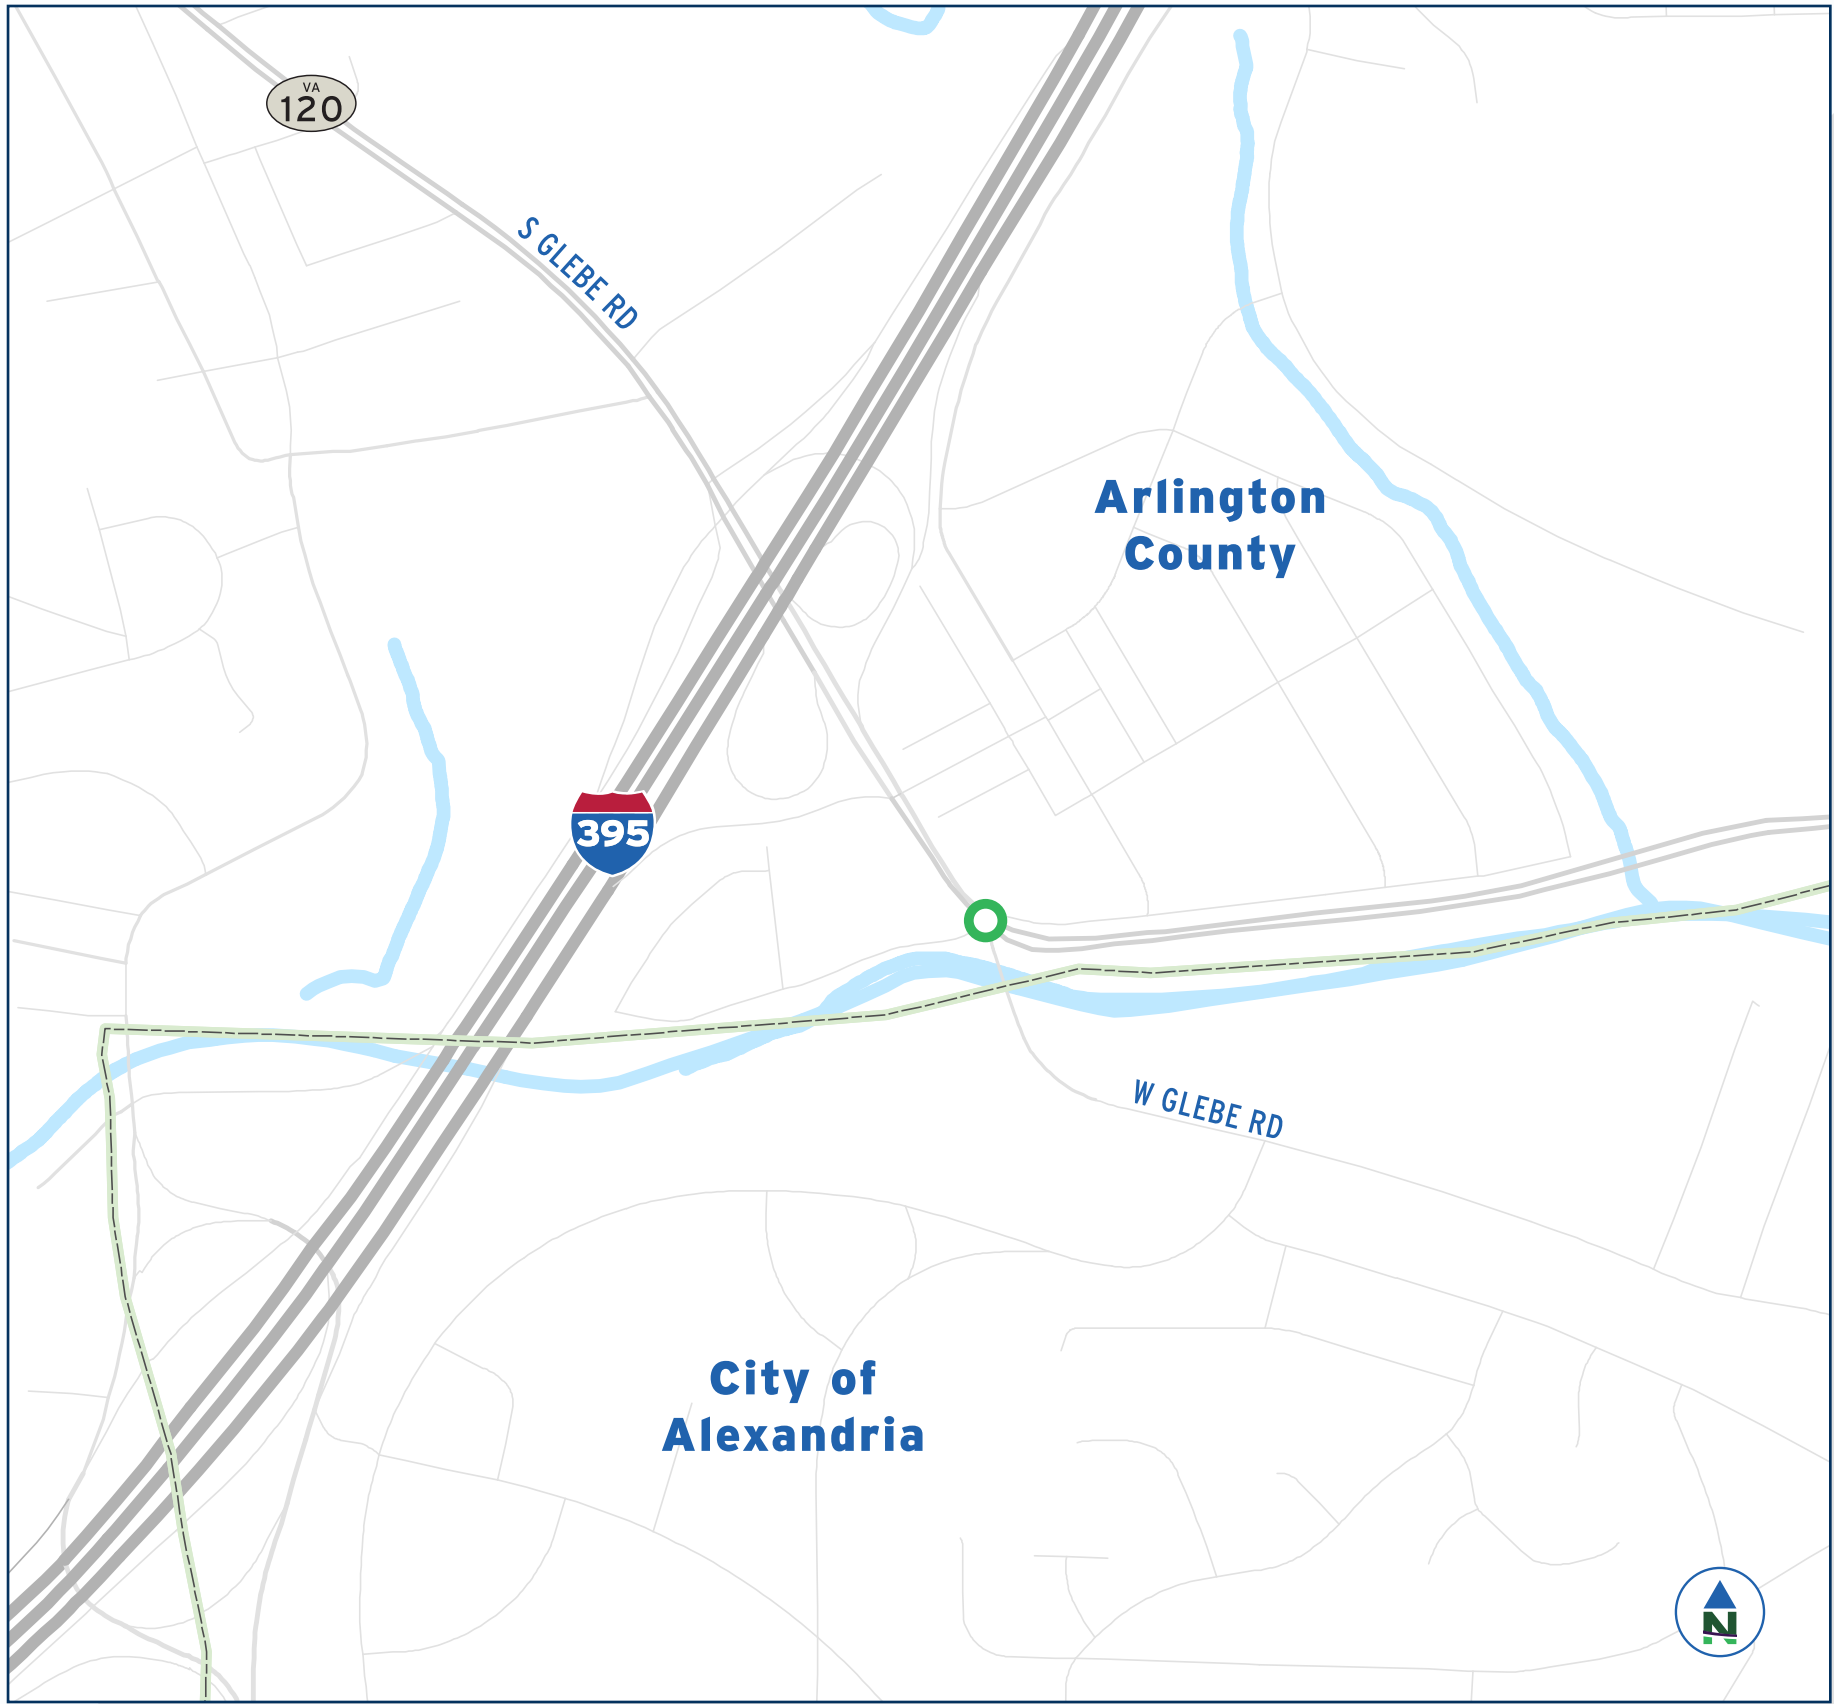 VA
120
S GLEBE RD
Arlington
County
395
W GLEBE RD
City of
Alexandria
N